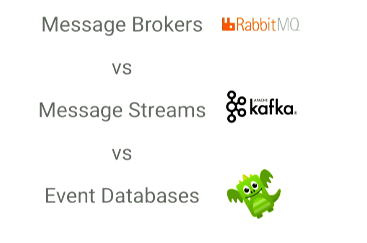 Message Brokers RabbitMQ
vs
Message Streams APACHE kafka®
vs
Event Databases